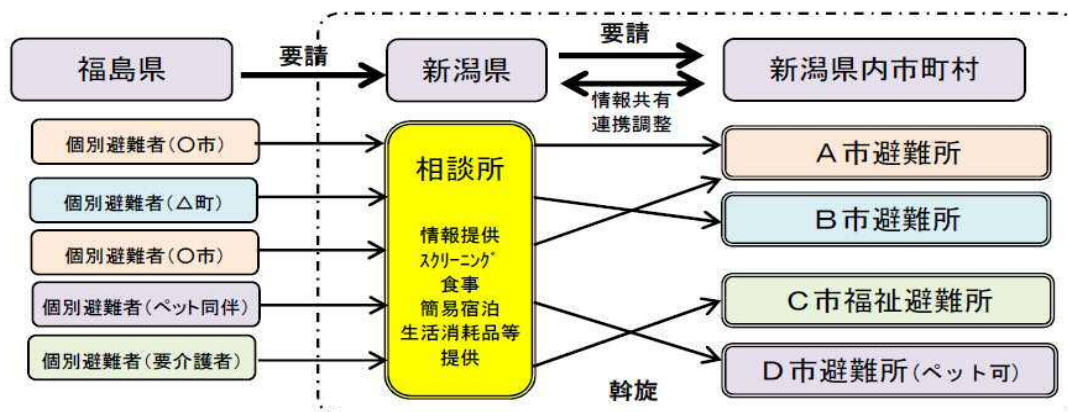 福島県
要請
新潟県
要請
情報共有
連携調整
新潟県内市町村
個別避難者(〇市)
個別避難者(△町)
個別避難者(〇市)
個別避難者(ペット同伴)
個別避難者(要介護者)
相談所
情報提供
ｽｸﾘｰﾆﾝｸﾞ
食事
簡易宿泊
生活消耗品等
提供
A市避難所
B市避難所
C市福祉避難所
D市避難所(ペット可)
斡旋